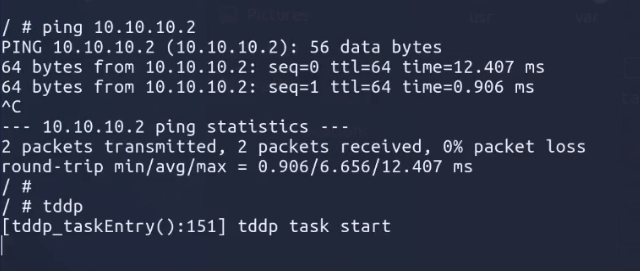 Pictures usr var
/ # ping 10.10.10.2
PING 10.10.10.2 (10.10.10.2): 56 data bytes
64 bytes from 10.10.10.2: seq=0 ttl=64 time=12.407 ms
64 bytes from 10.10.10.2: seq=1 ttl=64 time=0.906 ms
^C
--- 10.10.10.2 ping statistics ---
2 packets transmitted, 2 packets received, 0% packet loss
round-trip min/avg/max = 0.906/6.656/12.407 ms
/ #
/ # tddp
[tddp_taskEntry():151] tddp task start